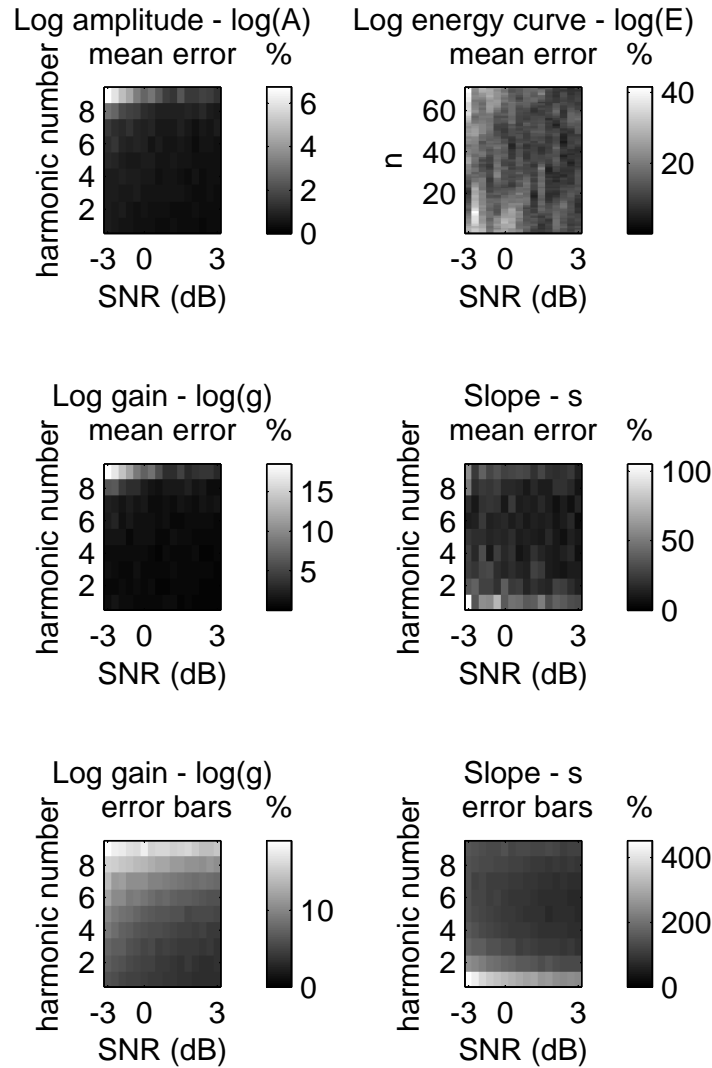 Log amplitude - log(A)
mean error %
harmonic number
8
6
4
2
-3 0 3
SNR (dB)
6
4
2
0
Log energy curve - log(E)
mean error %
n
60
40
20
-3 0 3
SNR (dB)
40
20
Log gain - log(g)
mean error %
harmonic number
8
6
4
2
-3 0 3
SNR (dB)
15
10
5
Slope - s
mean error %
harmonic number
8
6
4
2
-3 0 3
SNR (dB)
100
50
0
Log gain - log(g)
error bars %
harmonic number
8
6
4
2
-3 0 3
SNR (dB)
10
0
Slope - s
error bars %
harmonic number
8
6
4
2
-3 0 3
SNR (dB)
400
200
0